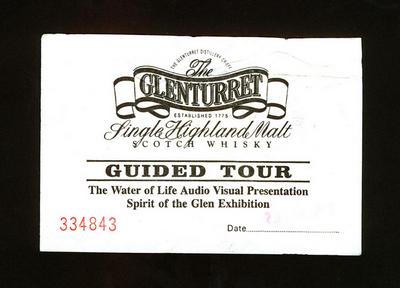 THE GLENTURRET DISTILLERY CRIEFF
The
GLENTURRET
ESTABLISHED 1775
Single Highland Malt
SCOTCH WHISKY
GUIDED TOUR
The Water of Life Audio Visual Presentation
Spirit of the Glen Exhibition
334843
Date